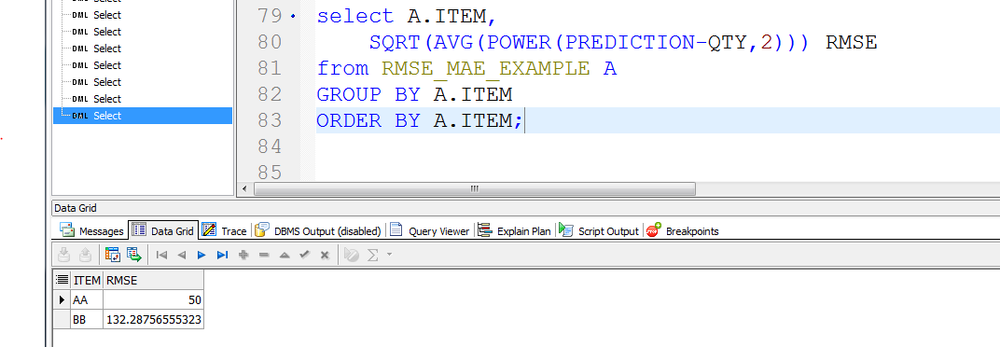 DML Select
DML Select
DML Select
DML Select
DML Select
DML Select
DML Select
79 select A.ITEM,
80 SQRT(AVG(POWER(PREDICTION-QTY,2))) RMSE
81 from RMSE_MAE_EXAMPLE A
82 GROUP BY A.ITEM
83 ORDER BY A.ITEM;
84
85
Data Grid
Messages Data Grid Trace DBMS Output (disabled) Query Viewer Explain Plan Script Output Breakpoints
ITEM RMSE
AA 50
BB 132.28756555323